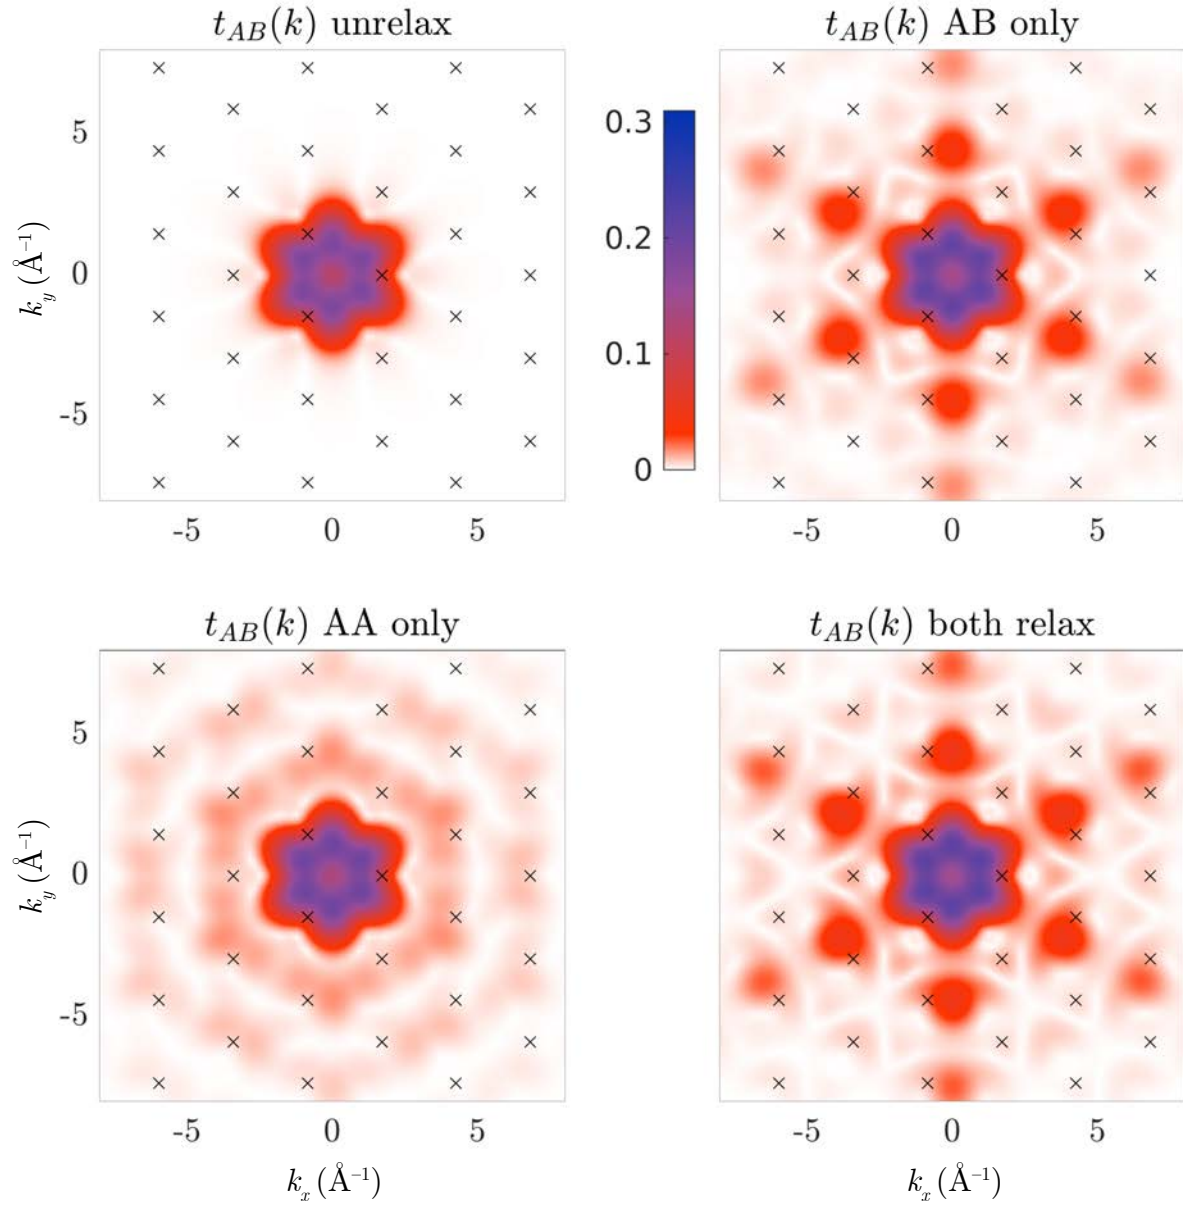 t_{AB}(k) unrelax
t_{AB}(k) AB only
5
0
-5
k_y (Å⁻¹)
0.3
0.2
0.1
0
-5 0 5
-5 0 5
t_{AB}(k) AA only
t_{AB}(k) both relax
5
0
-5
k_y (Å⁻¹)
-5 0 5
-5 0 5
k_x (Å⁻¹)
k_x (Å⁻¹)